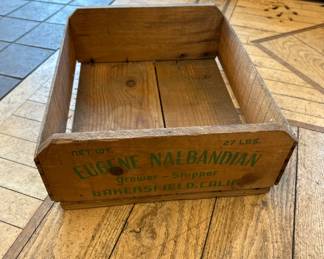 NET WT. 27 LBS.
EUGENE NALBANDIAN
Grower - Shipper
BAKERSFIELD, CALIF.